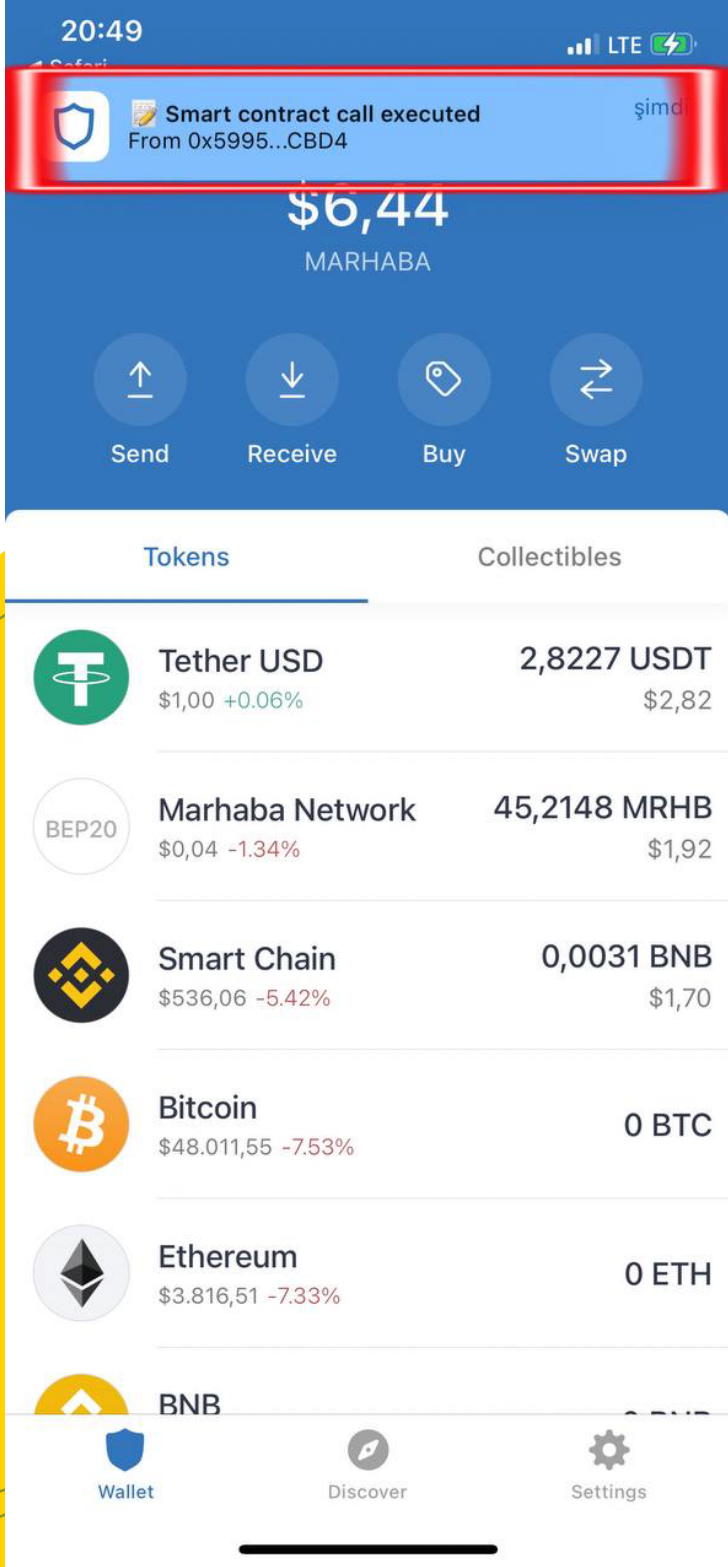 20:49
LTE
Safari
📝 Smart contract call executed
şimdi
From 0x5995...CBD4
$6,44
MARHABA
Send
Receive
Buy
Swap
Tokens
Collectibles
Tether USD
2,8227 USDT
$1,00 +0.06%
$2,82
BEP20
Marhaba Network
45,2148 MRHB
$0,04 -1.34%
$1,92
Smart Chain
0,0031 BNB
$536,06 -5.42%
$1,70
Bitcoin
0 BTC
$48.011,55 -7.53%
Ethereum
0 ETH
$3.816,51 -7.33%
BNB
0 BNB
Wallet
Discover
Settings